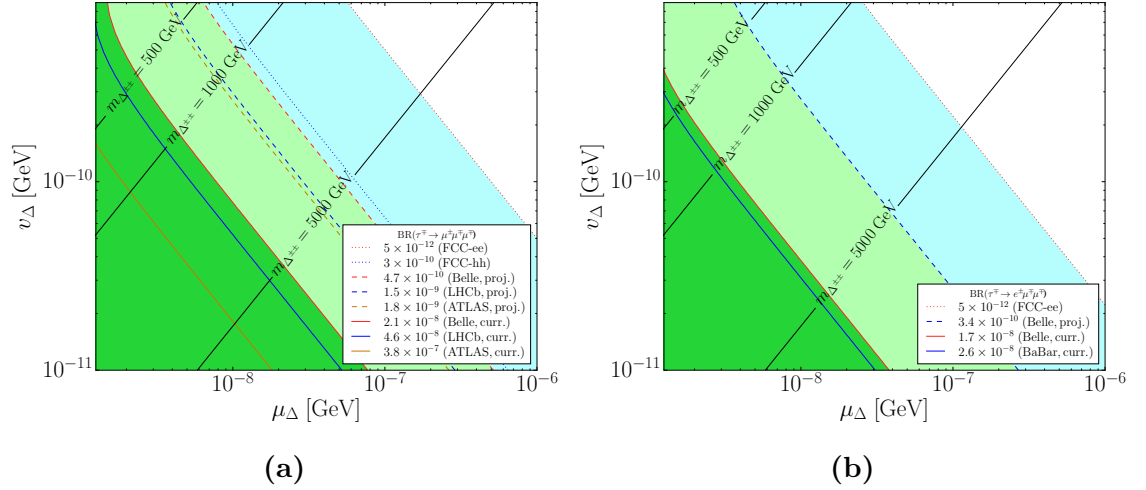 m_{Δ^{±±}} = 500 GeV
m_{Δ^{±±}} = 1000 GeV
m_{Δ^{±±}} = 5000 GeV
v_Δ [GeV]
10^{-10}
10^{-11}
BR(τ^∓ → μ^±μ^∓μ^∓)
5 × 10^{-12} (FCC-ee)
3 × 10^{-10} (FCC-hh)
4.7 × 10^{-10} (Belle, proj.)
1.5 × 10^{-9} (LHCb, proj.)
1.8 × 10^{-9} (ATLAS, proj.)
2.1 × 10^{-8} (Belle, curr.)
4.6 × 10^{-8} (LHCb, curr.)
3.8 × 10^{-7} (ATLAS, curr.)
10^{-8} 10^{-7} 10^{-6}
μ_Δ [GeV]
(a)
m_{Δ^{±±}} = 500 GeV
m_{Δ^{±±}} = 1000 GeV
m_{Δ^{±±}} = 5000 GeV
v_Δ [GeV]
10^{-10}
10^{-11}
BR(τ^∓ → e^±μ^∓μ^∓)
5 × 10^{-12} (FCC-ee)
3.4 × 10^{-10} (Belle, proj.)
1.7 × 10^{-8} (Belle, curr.)
2.6 × 10^{-8} (BaBar, curr.)
10^{-8} 10^{-7} 10^{-6}
μ_Δ [GeV]
(b)